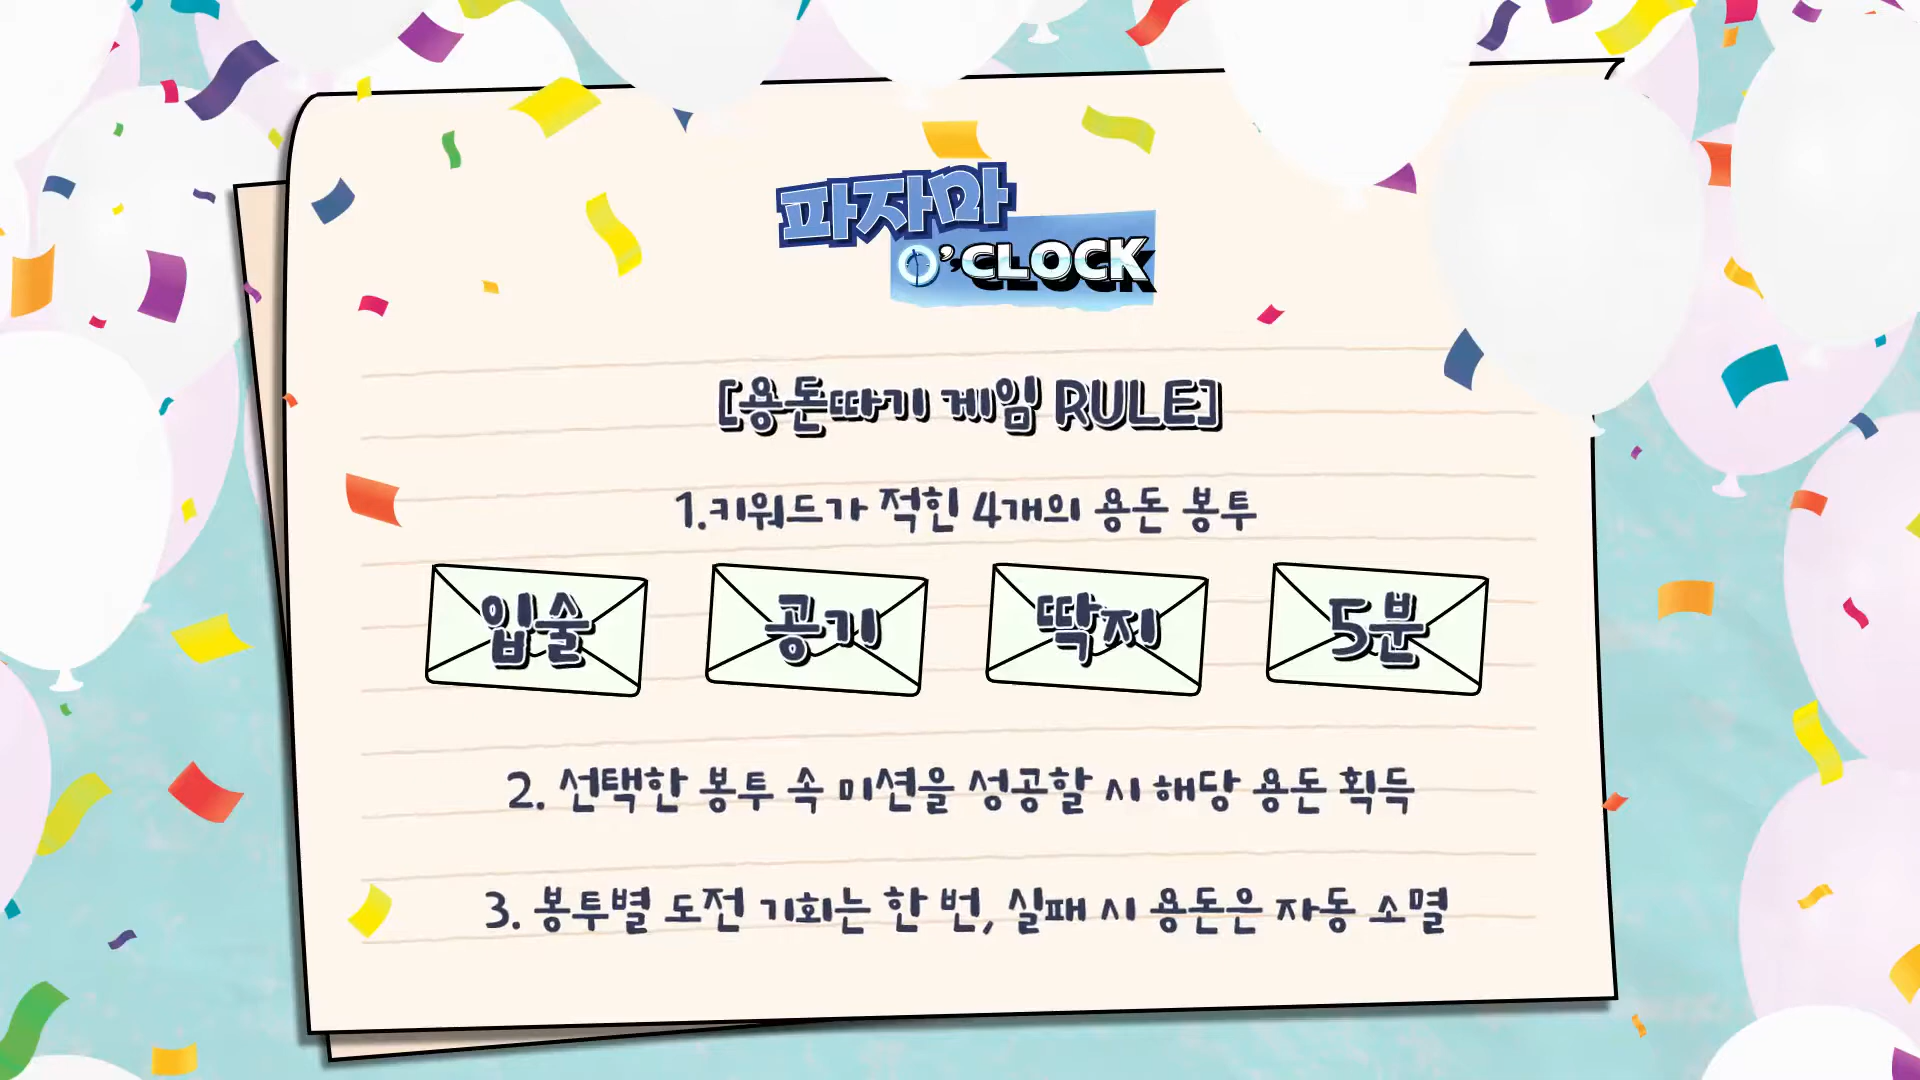 파자마
O'CLOCK
[용돈따기 게임 RULE]
1.키워드가 적힌 4개의 용돈 봉투
입술 공기 딱지 5분
2. 선택한 봉투 속 미션을 성공할 시 해당 용돈 획득
3. 봉투별 도전 기회는 한 번, 실패 시 용돈은 자동 소멸